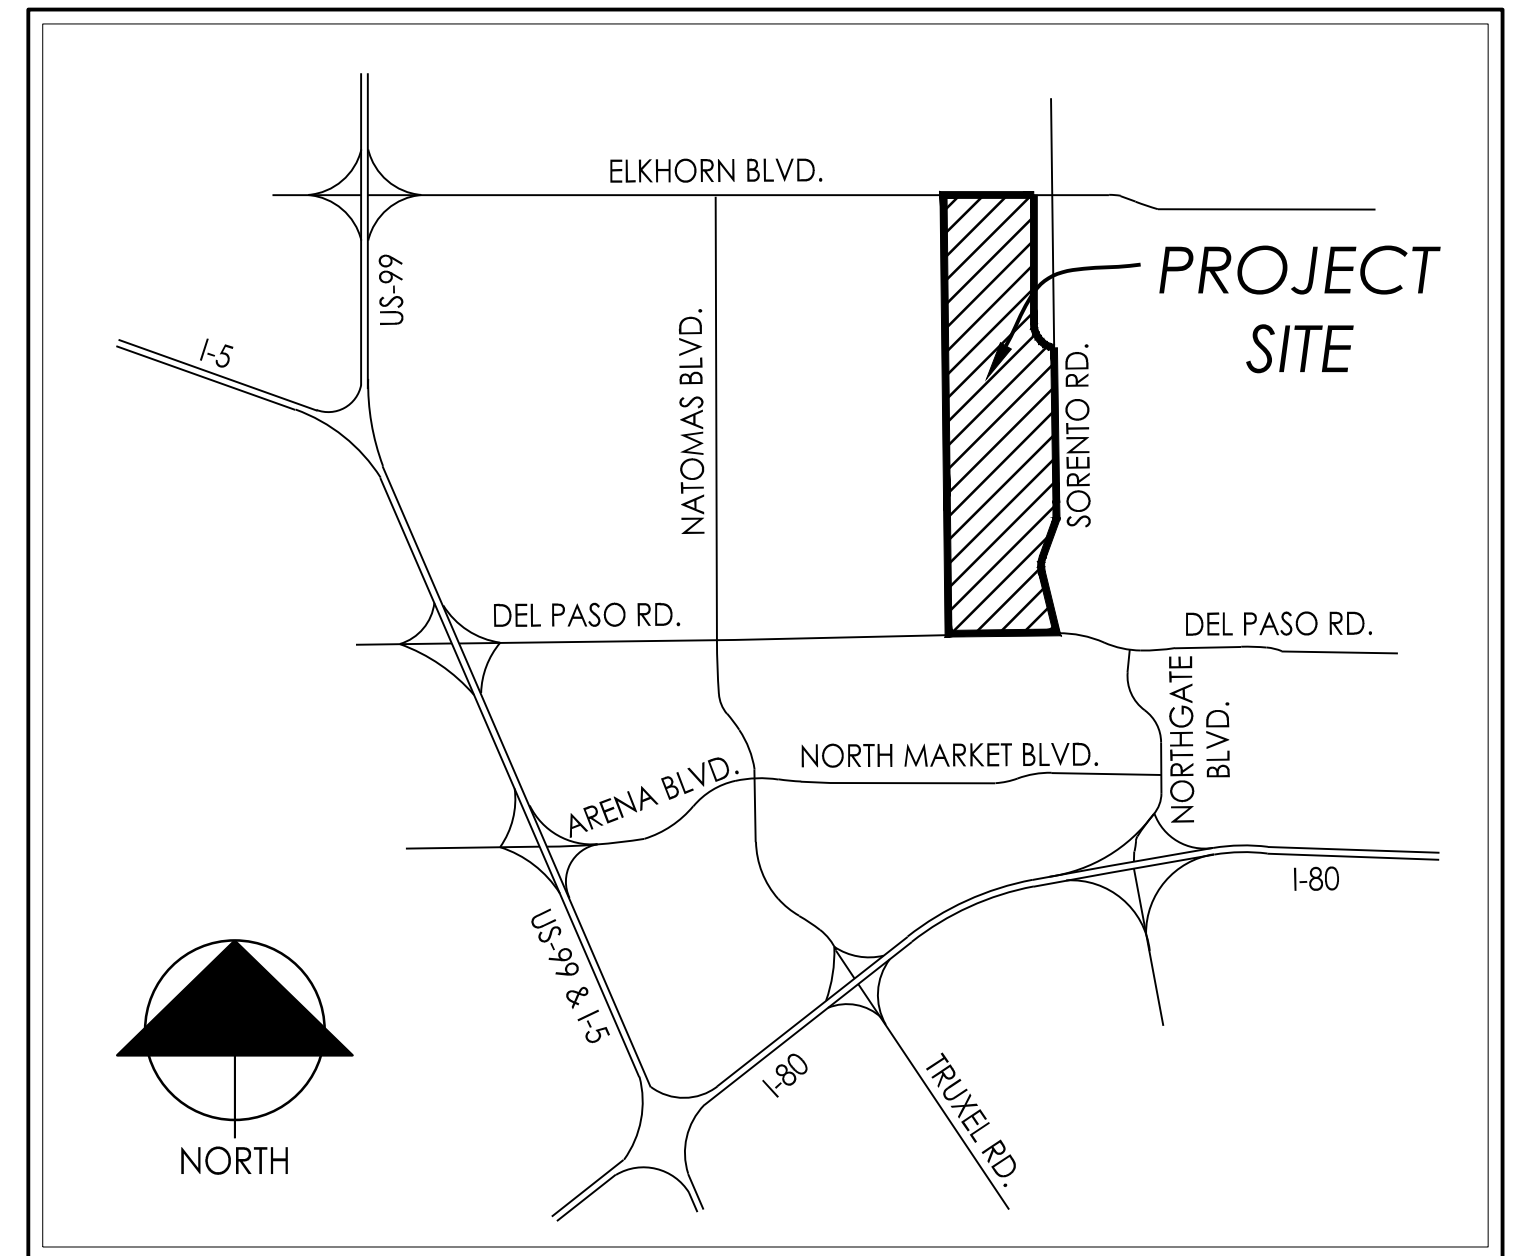 ELKHORN BLVD.
US-99
I-5
NATOMAS BLVD.
PROJECT
SITE
SORENTO RD.
DEL PASO RD.
DEL PASO RD.
NORTHGATE
BLVD.
NORTH MARKET BLVD.
ARENA BLVD.
I-80
US-99 & I-5
I-80
TRUXEL RD.
NORTH